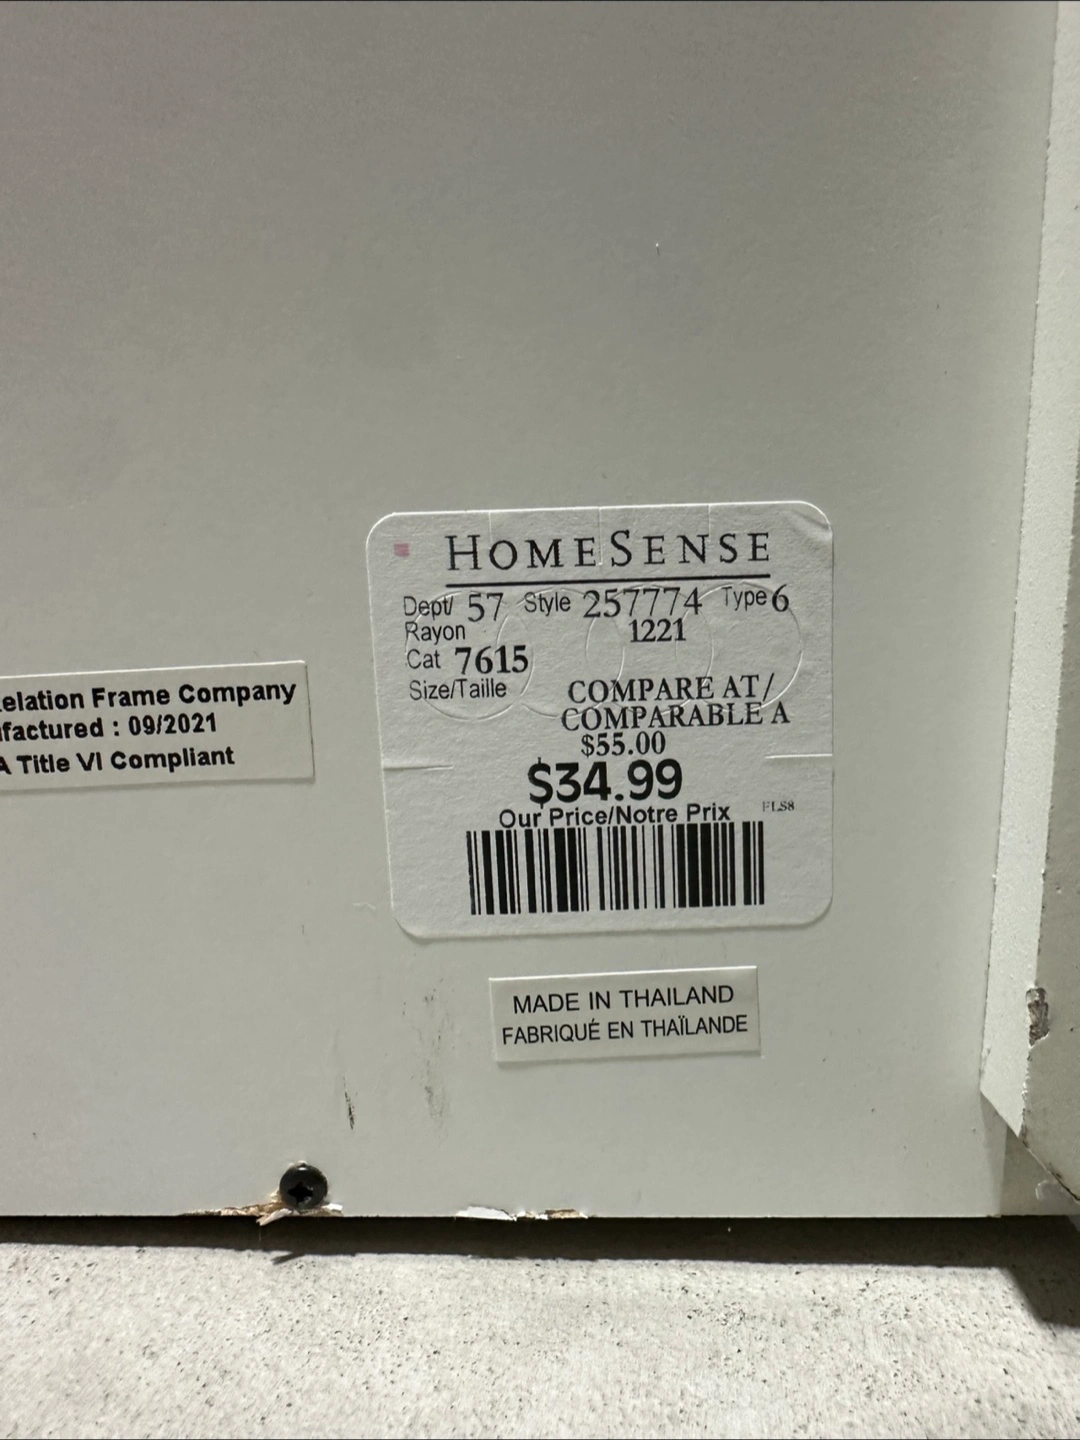 HOMESENSE
Dept/ 57 Style 257774 Type 6
Rayon 1221
Cat 7615
Size/Taille
COMPARE AT/
COMPARABLE A
$55.00
$34.99
Our Price/Notre Prix FLS8
elation Frame Company
factured : 09/2021
A Title VI Compliant
MADE IN THAILAND
FABRIQUÉ EN THAÏLANDE